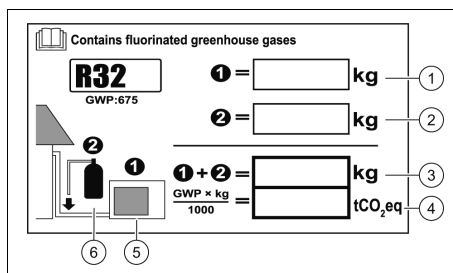 Contains fluorinated greenhouse gases
R32
GWP:675
❶= kg 1
❷= kg 2
❶+❷= kg 3
GWP × kg
1000
= tCO₂eq 4
❷
❶
6 5